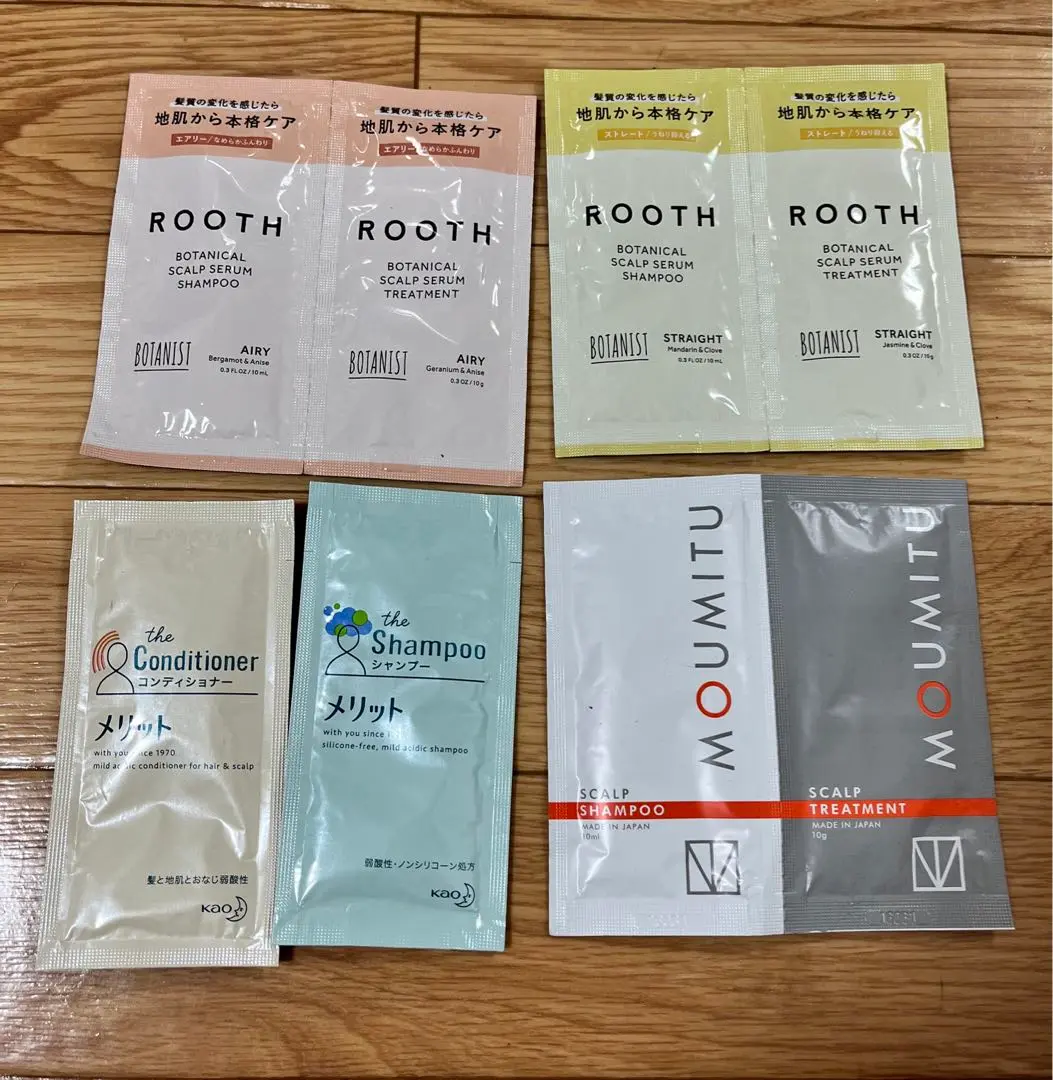 髪質の変化を感じたら
地肌から本格ケア
エアリー/なめらかふんわり
ROOTH
BOTANICAL
SCALP SERUM
SHAMPOO
BOTANIST
AIRY
Bergamot & Anise
0.3 FL OZ / 10 mL
髪質の変化を感じたら
地肌から本格ケア
エアリー/なめらかふんわり
ROOTH
BOTANICAL
SCALP SERUM
TREATMENT
BOTANIST
AIRY
Geranium & Anise
0.3 OZ / 10 g
髪質の変化を感じたら
地肌から本格ケア
ストレート/うねり抑える
ROOTH
BOTANICAL
SCALP SERUM
SHAMPOO
BOTANIST
STRAIGHT
Mandarin & Clove
0.3 FL OZ / 10 mL
髪質の変化を感じたら
地肌から本格ケア
ストレート/うねり抑える
ROOTH
BOTANICAL
SCALP SERUM
TREATMENT
BOTANIST
STRAIGHT
Jasmine & Clove
0.3 OZ / 10 g
the
Conditioner
コンディショナー
メリット
with you since 1970
mild acidic conditioner for hair & scalp
髪と地肌とおなじ弱酸性
Kao
the
Shampoo
シャンプー
メリット
with you since
silicone-free, mild acidic shampoo
弱酸性・ノンシリコーン処方
Kao
MOUMITU
SCALP
SHAMPOO
MADE IN JAPAN
10ml
MOUMITU
SCALP
TREATMENT
MADE IN JAPAN
10g